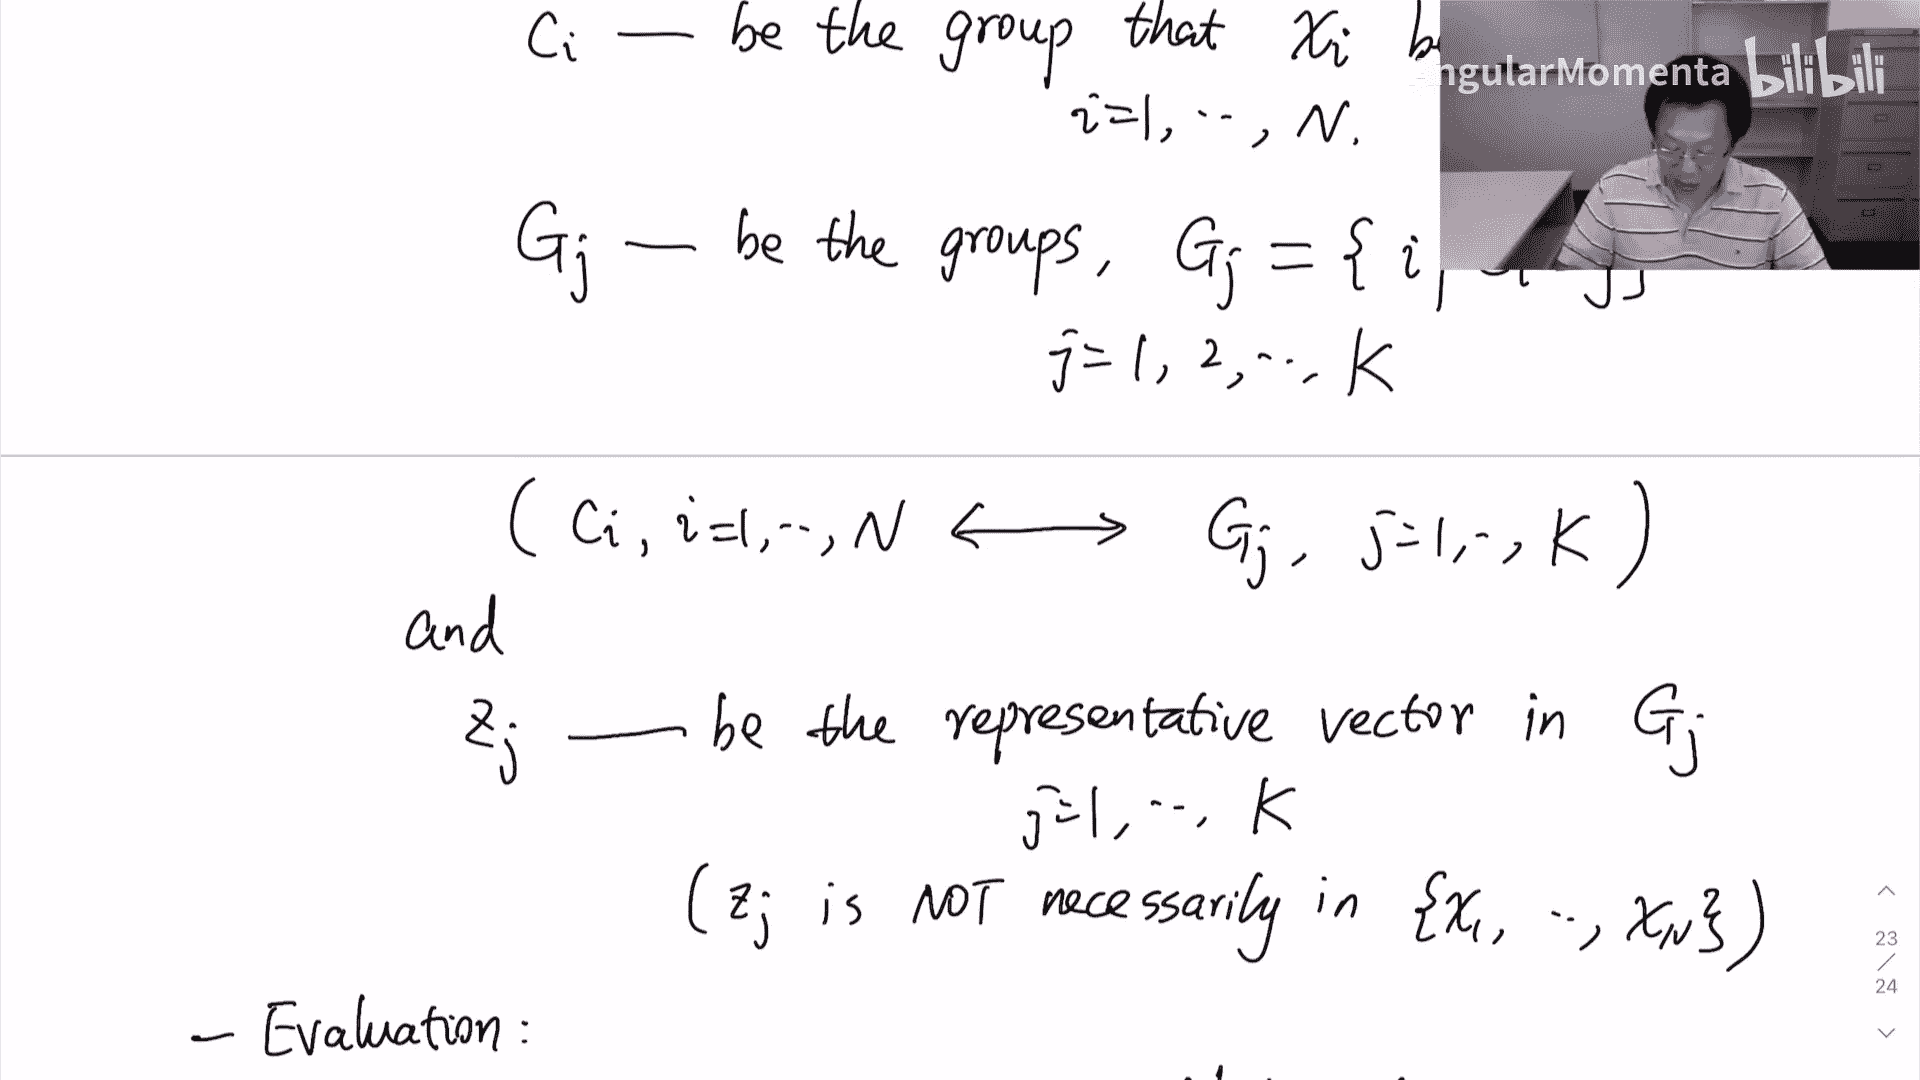 Ci — be the group that Xi
i=1, ··, N.
Gj — be the groups, Gj = { i |
j=1, 2, ··, K
( Ci, i=1,··, N ⟷ Gj, j=1,··, K )
and
Zj — be the representative vector in Gj
j=1, ··, K
(Zj is NOT necessarily in {X1, ··, XN})
— Evaluation:
ngularMomenta bilibili
23
/
24